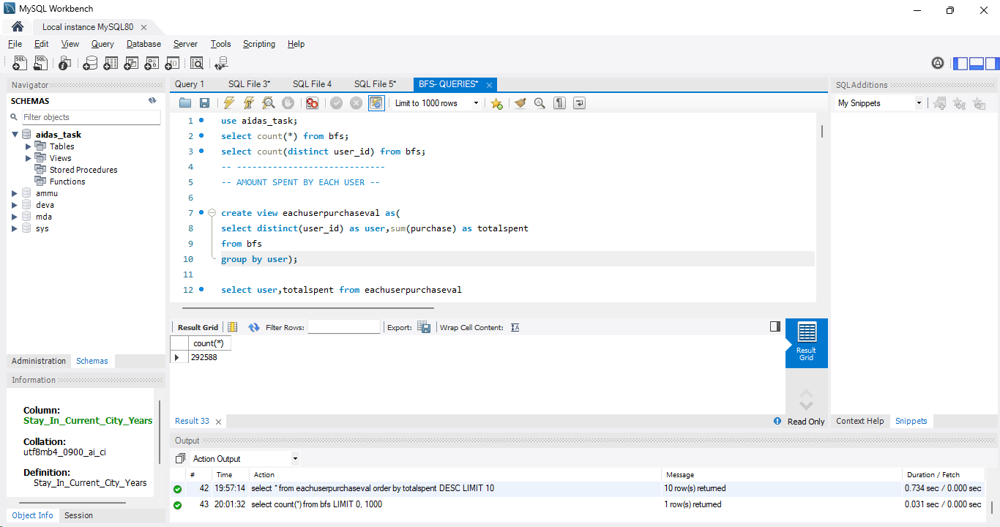 MySQL Workbench
Local instance MySQL80
File Edit View Query Database Server Tools Scripting Help
Navigator
SCHEMAS
Filter objects
aidas_task
Tables
Views
Stored Procedures
Functions
ammu
deva
mda
sys
Administration Schemas
Information
Column:
Stay_In_Current_City_Years
Collation:
utf8mb4_0900_ai_ci
Definition:
Stay_In_Current_City_Years
Object Info Session
Query 1 SQL File 3* SQL File 4 SQL File 5* BFS- QUERIES*
Limit to 1000 rows
1 use aidas_task;
2 select count(*) from bfs;
3 select count(distinct user_id) from bfs;
4 -- -----------------------------
5 -- AMOUNT SPENT BY EACH USER --
6
7 create view eachuserpurchaseval as(
8 select distinct(user_id) as user,sum(purchase) as totalspent
9 from bfs
10 group by user);
11
12 select user,totalspent from eachuserpurchaseval
Result Grid Filter Rows: Export: Wrap Cell Content:
count(*)
292588
Result Grid
Result 33
Read Only
SQLAdditions
My Snippets
Context Help Snippets
Output
Action Output
# Time Action Message Duration / Fetch
42 19:57:14 select * from eachuserpurchaseval order by totalspent DESC LIMIT 10 10 row(s) returned 0.734 sec / 0.000 sec
43 20:01:32 select count(*) from bfs LIMIT 0, 1000 1 row(s) returned 0.031 sec / 0.000 sec